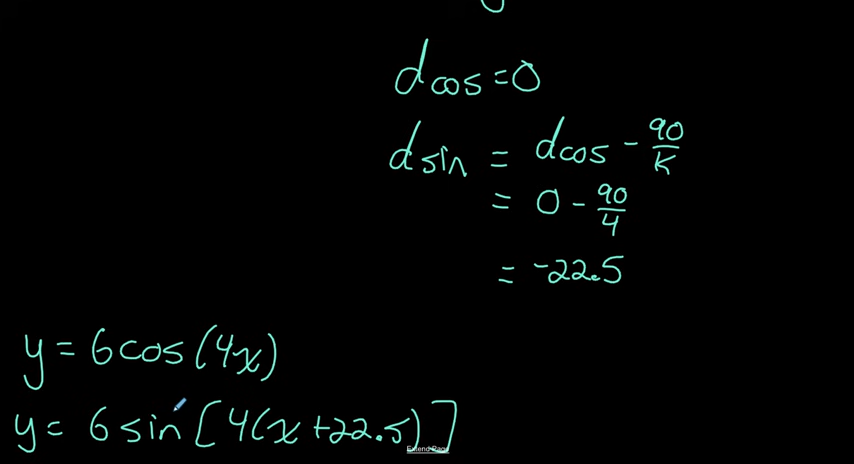 dcos = 0
dsin = dcos - 90/K
= 0 - 90/4
= -22.5
y = 6cos(4x)
y = 6sin[4(x+22.5)]
Extend Page